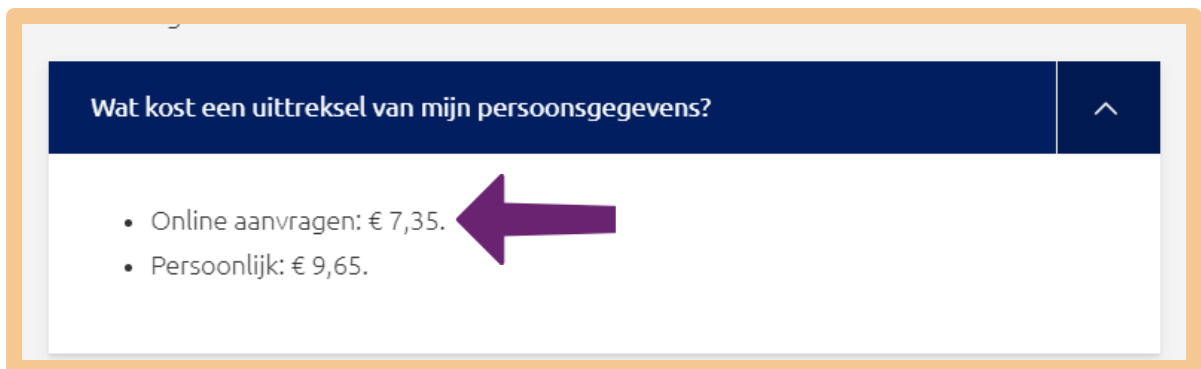 Wat kost een uittreksel van mijn persoonsgegevens?
• Online aanvragen: € 7,35.
• Persoonlijk: € 9,65.